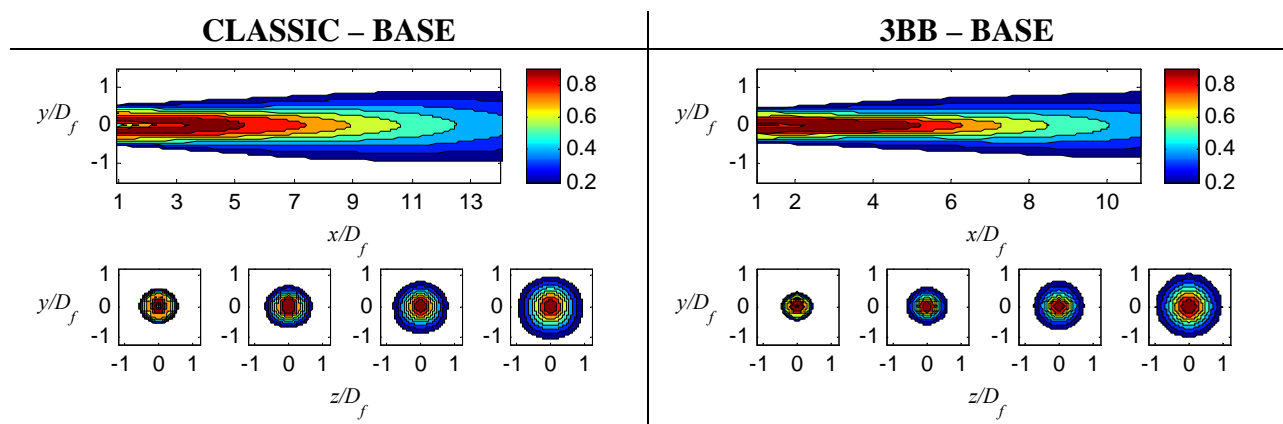 CLASSIC – BASE
3BB – BASE
y/D_f
1
0
-1
1 3 5 7 9 11 13
x/D_f
0.8
0.6
0.4
0.2
y/D_f
1
0
-1
1 2 4 6 8 10
x/D_f
0.8
0.6
0.4
0.2
y/D_f
1 1 1 1
0 0 0 0
-1 -1 -1 -1
-1 0 1 -1 0 1 -1 0 1 -1 0 1
z/D_f
y/D_f
1 1 1 1
0 0 0 0
-1 -1 -1 -1
-1 0 1 -1 0 1 -1 0 1 -1 0 1
z/D_f